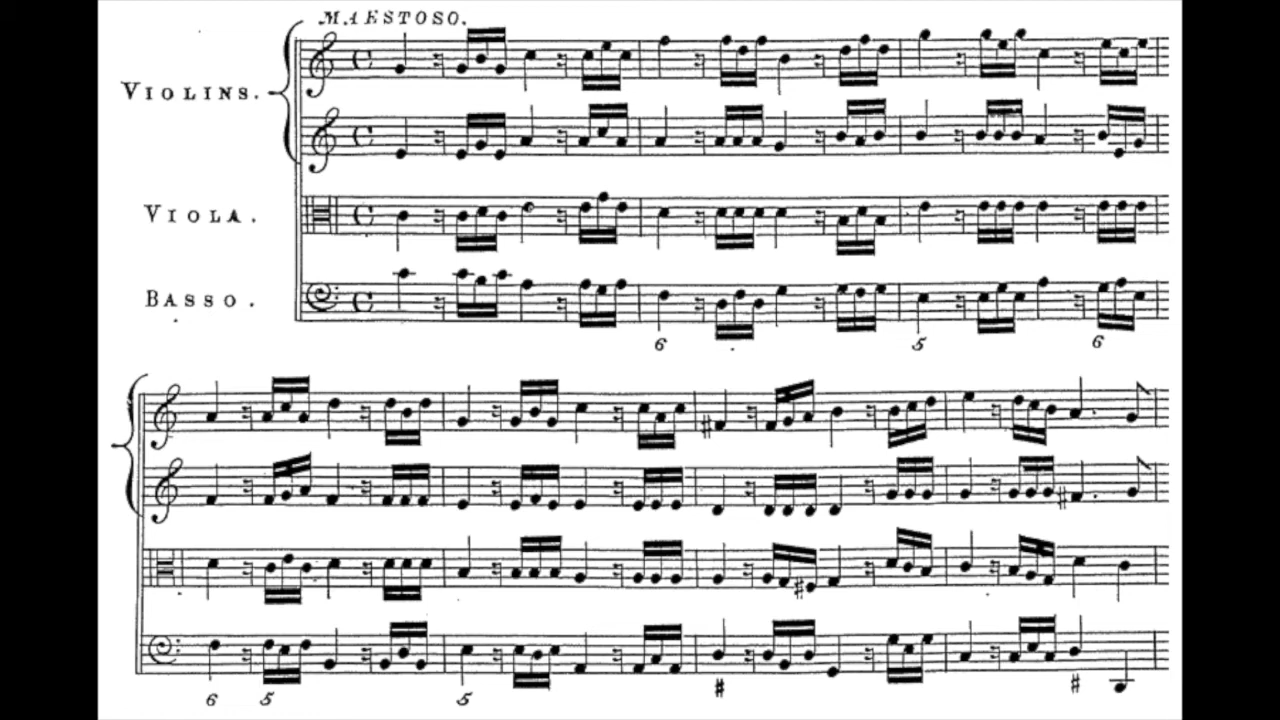 MAESTOSO.
VIOLINS.
VIOLA.
BASSO.
6 5 6
6 5 5 # #